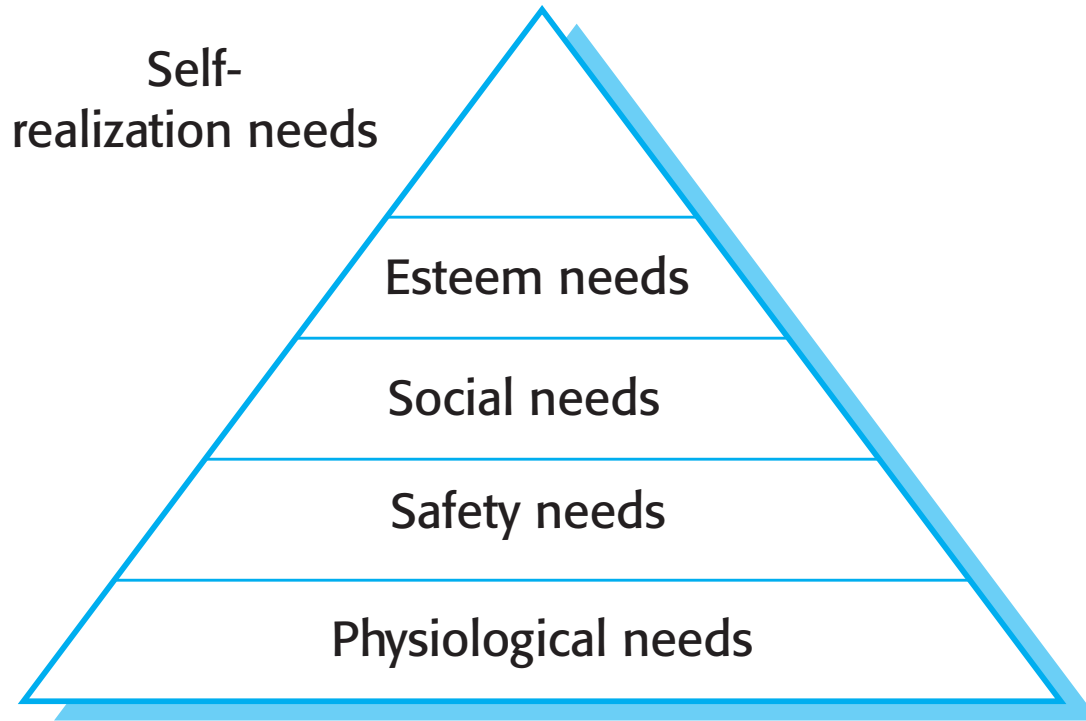 Self-
realization needs
Esteem needs
Social needs
Safety needs
Physiological needs